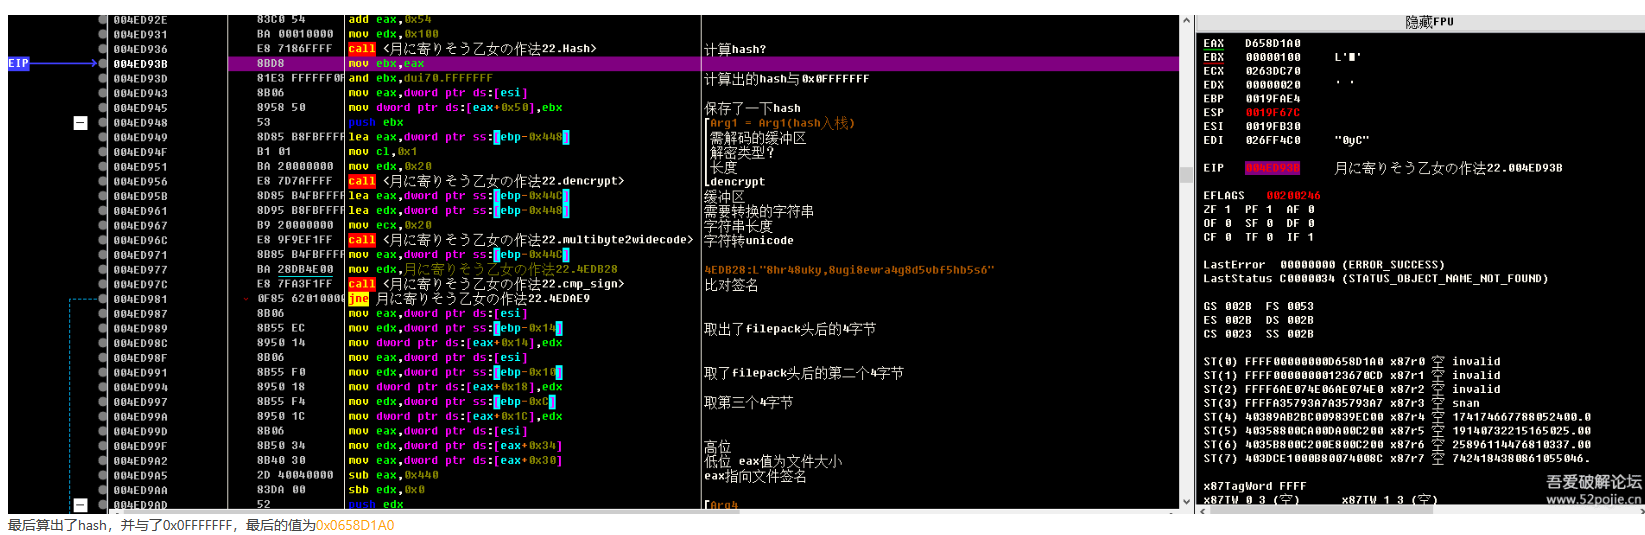 隐藏FPU
004ED92E 83C0 54 add eax,0x54
004ED931 BA 00010000 mov edx,0x100
004ED936 E8 7186FFFF call <月に寄りそう乙女の作法22.Hash> 计算hash?
EIP 004ED93B 8BD8 mov ebx,eax
004ED93D 81E3 FFFFFF0F and ebx,dui70.FFFFFFF 计算出的hash与0x0FFFFFFF
004ED943 8B06 mov eax,dword ptr ds:[esi]
004ED945 8958 50 mov dword ptr ds:[eax+0x50],ebx 保存了一下hash
004ED948 53 push ebx Arg1 = Arg1(hash入栈)
004ED949 8D85 B8FBFFFF lea eax,dword ptr ss:[ebp-0x448] 需解码的缓冲区
004ED94F B1 01 mov cl,0x1 解密类型?
004ED951 BA 20000000 mov edx,0x20 长度
004ED956 E8 7D7AFFFF call <月に寄りそう乙女の作法22.dencrypt> dencrypt
004ED95B 8D85 B4FBFFFF lea eax,dword ptr ss:[ebp-0x44C] 缓冲区
004ED961 8D95 B8FBFFFF lea edx,dword ptr ss:[ebp-0x448] 需要转换的字符串
004ED967 B9 20000000 mov ecx,0x20 字符串长度
004ED96C E8 9F9EF1FF call <月に寄りそう乙女の作法22.multibyte2widecode> 字符转unicode
004ED971 8B85 B4FBFFFF mov eax,dword ptr ss:[ebp-0x44C]
004ED977 BA 28DB4E00 mov edx,月に寄りそう乙女の作法22.4EDB28 4EDB28:L"8hr48uky,8ugi8ewra4g8d5vbf5hb5s6"
004ED97C E8 7FA3F1FF call <月に寄りそう乙女の作法22.cmp_sign> 比对签名
004ED981 0F85 62010000 jne 月に寄りそう乙女の作法22.4EDAE9
004ED987 8B06 mov eax,dword ptr ds:[esi]
004ED989 8B55 EC mov edx,dword ptr ss:[ebp-0x14] 取出了filepack头后的4字节
004ED98C 8950 14 mov dword ptr ds:[eax+0x14],edx
004ED98F 8B06 mov eax,dword ptr ds:[esi]
004ED991 8B55 F0 mov edx,dword ptr ss:[ebp-0x10] 取了filepack头后的第二个4字节
004ED994 8950 18 mov dword ptr ds:[eax+0x18],edx
004ED997 8B55 F4 mov edx,dword ptr ss:[ebp-0xC] 取第三个4字节
004ED99A 8950 1C mov dword ptr ds:[eax+0x1C],edx
004ED99D 8B06 mov eax,dword ptr ds:[esi]
004ED99F 8B50 34 mov edx,dword ptr ds:[eax+0x34] 高位
004ED9A2 8B40 30 mov eax,dword ptr ds:[eax+0x30] 低位 eax值为文件大小
004ED9A5 2D 40040000 sub eax,0x440 eax指向文件签名
004ED9AA 83DA 00 sbb edx,0x0
004ED9AD 52 push edx Arg4
EAX D658D1A0
EBX 00000100 L'■'
ECX 0263DC70
EDX 00000020 ' '
EBP 0019FAE4
ESP 0019F67C
ESI 0019FB30
EDI 026FF4C0 "0yC"
EIP 004ED93B 月に寄りそう乙女の作法22.004ED93B
EFLAGS 00200246
ZF 1 PF 1 AF 0
OF 0 SF 0 DF 0
CF 0 TF 0 IF 1
LastError 00000000 (ERROR_SUCCESS)
LastStatus C0000034 (STATUS_OBJECT_NAME_NOT_FOUND)
GS 002B FS 0053
ES 002B DS 002B
CS 0023 SS 002B
ST(0) FFFF00000000D658D1A0 x87r0 空 invalid
ST(1) FFFF00000000123670CD x87r1 空 invalid
ST(2) FFFF6AE074E06AE074E0 x87r2 空 invalid
ST(3) FFFFA35793A7A35793A7 x87r3 空 snan
ST(4) 40389AB2BC009839EC00 x87r4 空 174174667788052400.0
ST(5) 40358800CA00DA00C200 x87r5 空 19140732215165025.00
ST(6) 4035B800C200E800C200 x87r6 空 25896114476810337.00
ST(7) 403DCE1000B80074008C x87r7 空 7424184380861055046.
x87TagWord FFFF
x87TW_0 3 (空) x87TW_1 3 (空)
吾爱破解论坛
www.52pojie.cn
最后算出了hash，并与了0x0FFFFFFF，最后的值为0x0658D1A0